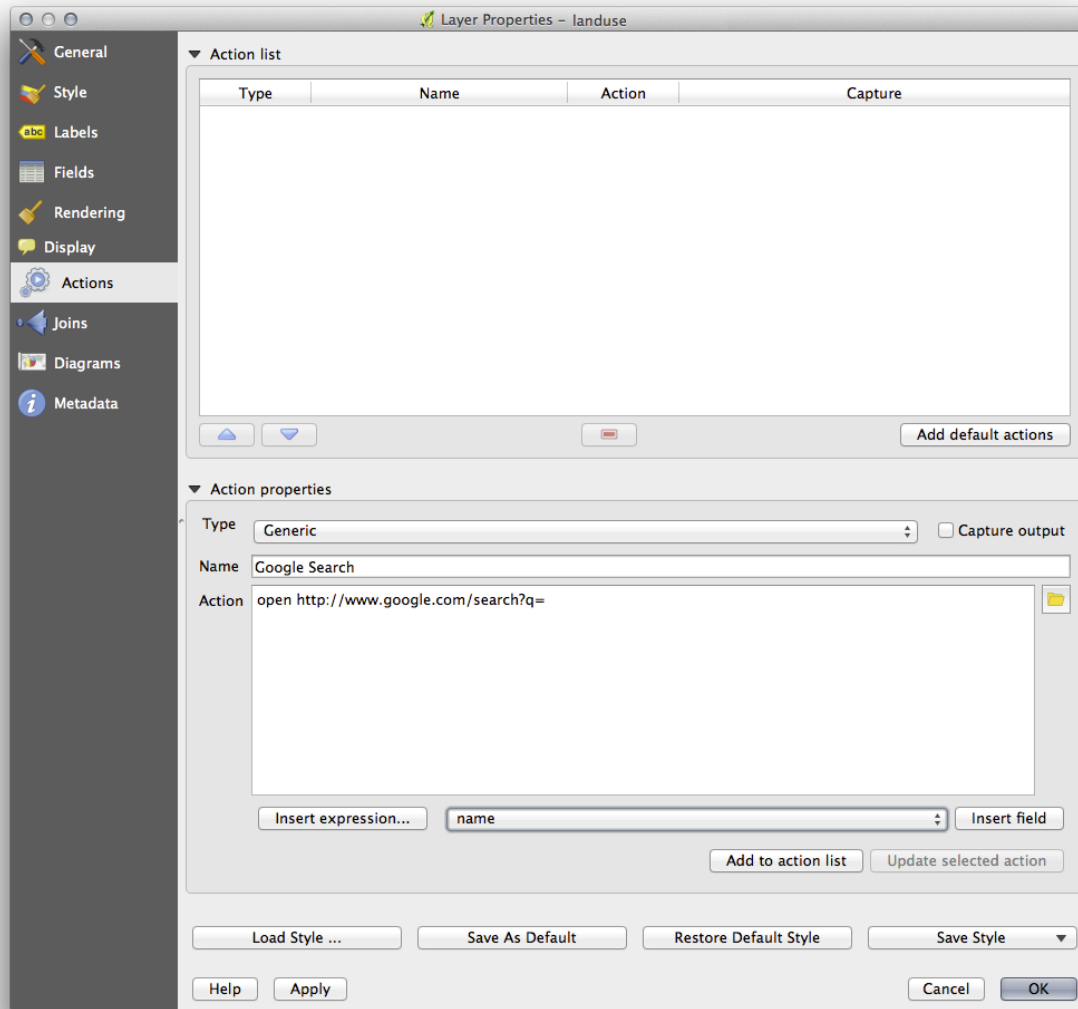 Layer Properties – landuse
General
Style
abc Labels
Fields
Rendering
Display
Actions
Joins
Diagrams
i Metadata
Action list
Type Name Action Capture
Add default actions
Action properties
Type Generic Capture output
Name Google Search
Action open http://www.google.com/search?q=
Insert expression... name Insert field
Add to action list Update selected action
Load Style ... Save As Default Restore Default Style Save Style
Help Apply Cancel OK